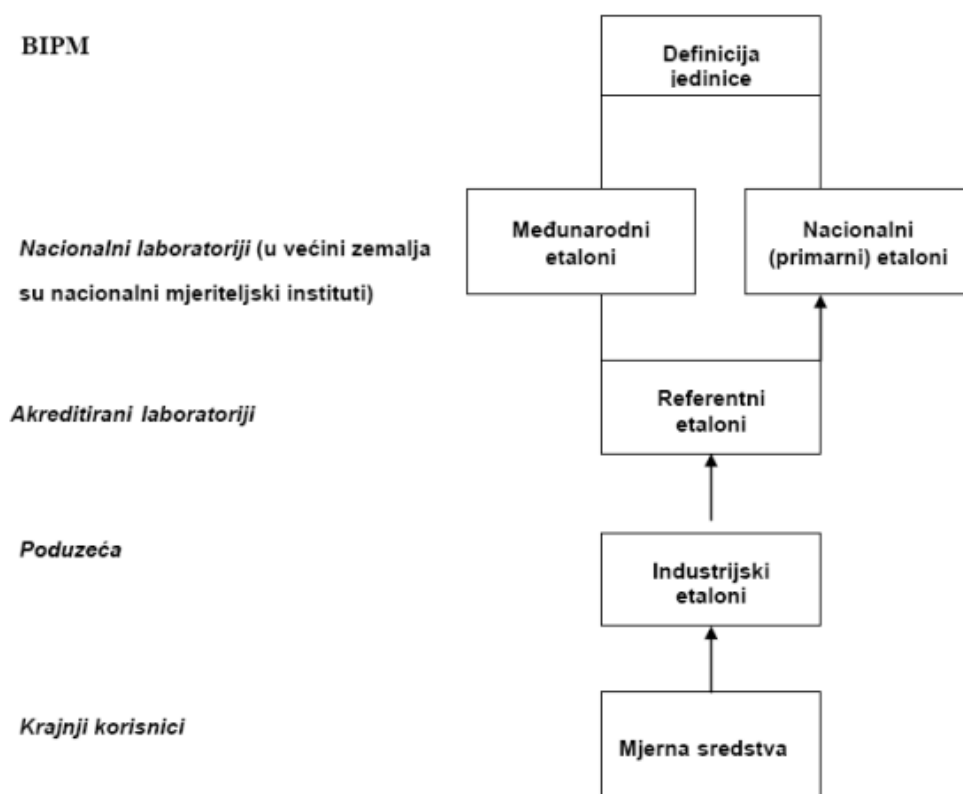 BIPM
Definicija
jedinice
Nacionalni laboratoriji (u većini zemalja
su nacionalni mjeriteljski instituti)
Međunarodni
etaloni
Nacionalni
(primarni) etaloni
Akreditirani laboratoriji
Referentni
etaloni
Poduzeća
Industrijski
etaloni
Krajnji korisnici
Mjerna sredstva